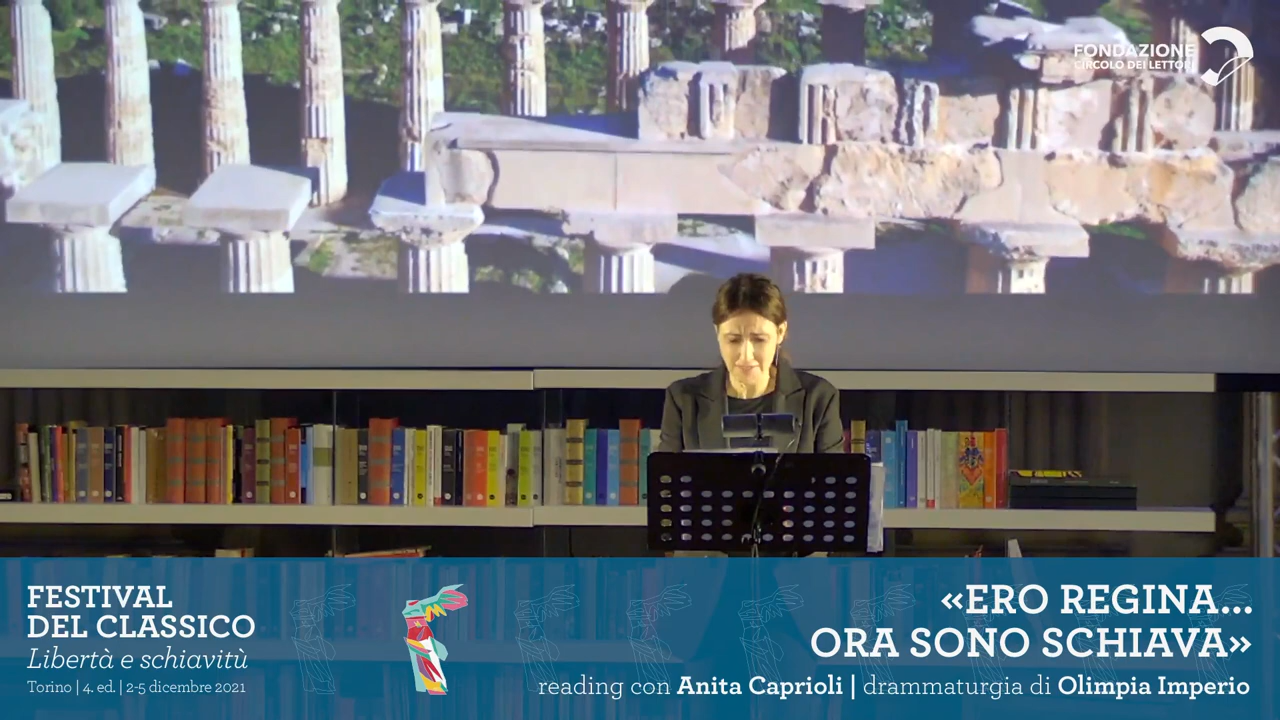 FONDAZIONE
CIRCOLO DEI LETTORI
FESTIVAL
DEL CLASSICO
Libertà e schiavitù
Torino | 4. ed. | 2-5 dicembre 2021
«ERO REGINA...
ORA SONO SCHIAVA»
reading con Anita Caprioli | drammaturgia di Olimpia Imperio